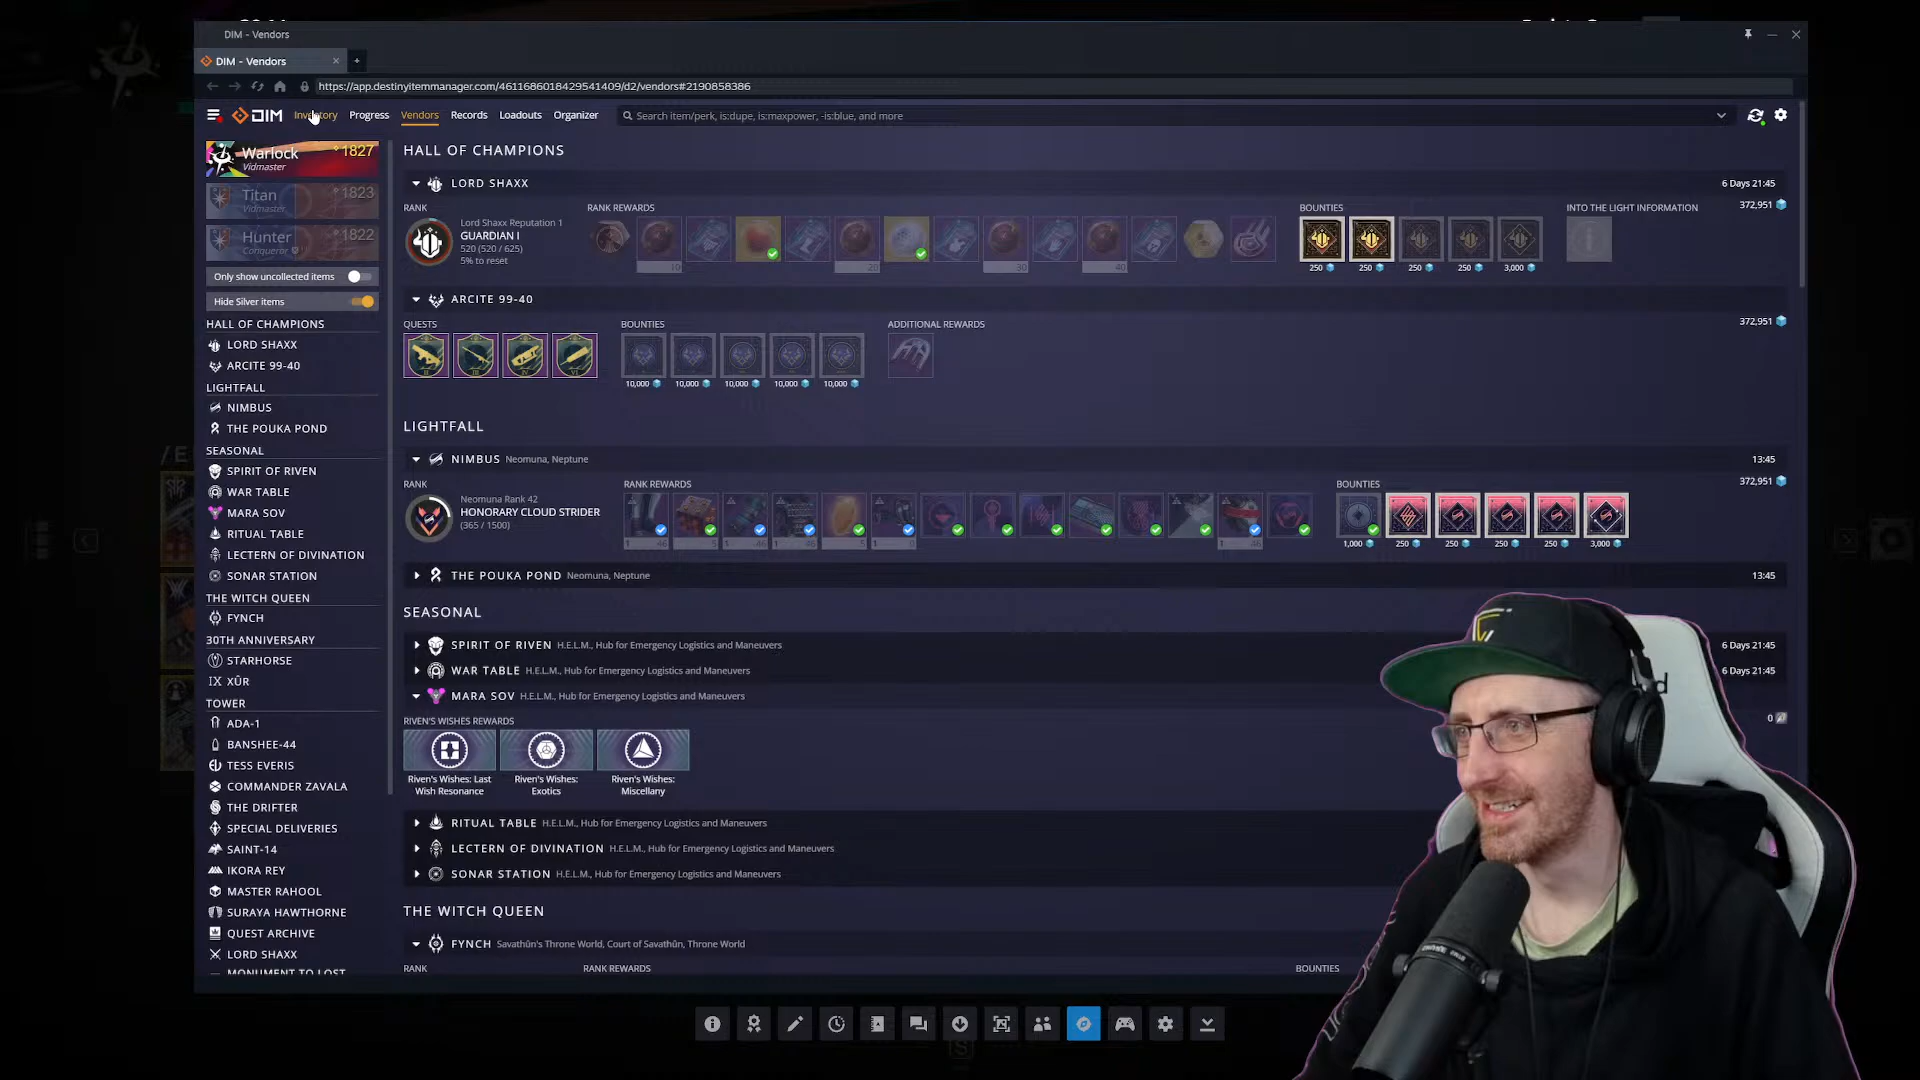 DIM - Vendors
DIM - Vendors
https://app.destinyitemmanager.com/4611686018429541409/d2/vendors#2190858386
DIM Inventory Progress Vendors Records Loadouts Organizer Search item/perk, is:dupe, is:maxpower, -is:blue, and more
Warlock 1827
Vidmaster
Titan 1823
Vidmaster
Hunter 1822
Conqueror
Only show uncollected items
Hide Silver items
HALL OF CHAMPIONS
LORD SHAXX
ARCITE 99-40
LIGHTFALL
NIMBUS
THE POUKA POND
SEASONAL
SPIRIT OF RIVEN
WAR TABLE
MARA SOV
RITUAL TABLE
LECTERN OF DIVINATION
SONAR STATION
THE WITCH QUEEN
FYNCH
30TH ANNIVERSARY
STARHORSE
IX XÛR
TOWER
ADA-1
BANSHEE-44
TESS EVERIS
COMMANDER ZAVALA
THE DRIFTER
SPECIAL DELIVERIES
SAINT-14
IKORA REY
MASTER RAHOOL
SURAYA HAWTHORNE
QUEST ARCHIVE
LORD SHAXX
MONUMENT TO LOST
HALL OF CHAMPIONS
LORD SHAXX 6 Days 21:45
RANK RANK REWARDS BOUNTIES INTO THE LIGHT INFORMATION 372,951
Lord Shaxx Reputation 1
GUARDIAN I
520 (520 / 625)
5% to reset
10 30 40
250 250 250 250 3,000
ARCITE 99-40
QUESTS BOUNTIES ADDITIONAL REWARDS 372,951
II III IV VI
10,000 10,000 10,000 10,000 10,000
LIGHTFALL
NIMBUS Neomuna, Neptune 13:45
RANK RANK REWARDS BOUNTIES 372,951
Neomuna Rank 42
HONORARY CLOUD STRIDER
(365 / 1500)
1,000 250 250 250 250 3,000
THE POUKA POND Neomuna, Neptune 13:45
SEASONAL
SPIRIT OF RIVEN H.E.L.M., Hub for Emergency Logistics and Maneuvers 6 Days 21:45
WAR TABLE H.E.L.M., Hub for Emergency Logistics and Maneuvers 6 Days 21:45
MARA SOV H.E.L.M., Hub for Emergency Logistics and Maneuvers
RIVEN'S WISHES REWARDS 0
Riven's Wishes: Last Wish Resonance
Riven's Wishes: Exotics
Riven's Wishes: Miscellany
RITUAL TABLE H.E.L.M., Hub for Emergency Logistics and Maneuvers
LECTERN OF DIVINATION H.E.L.M., Hub for Emergency Logistics and Maneuvers
SONAR STATION H.E.L.M., Hub for Emergency Logistics and Maneuvers
THE WITCH QUEEN
FYNCH Savathûn's Throne World, Court of Savathûn, Throne World
RANK RANK REWARDS BOUNTIES
S